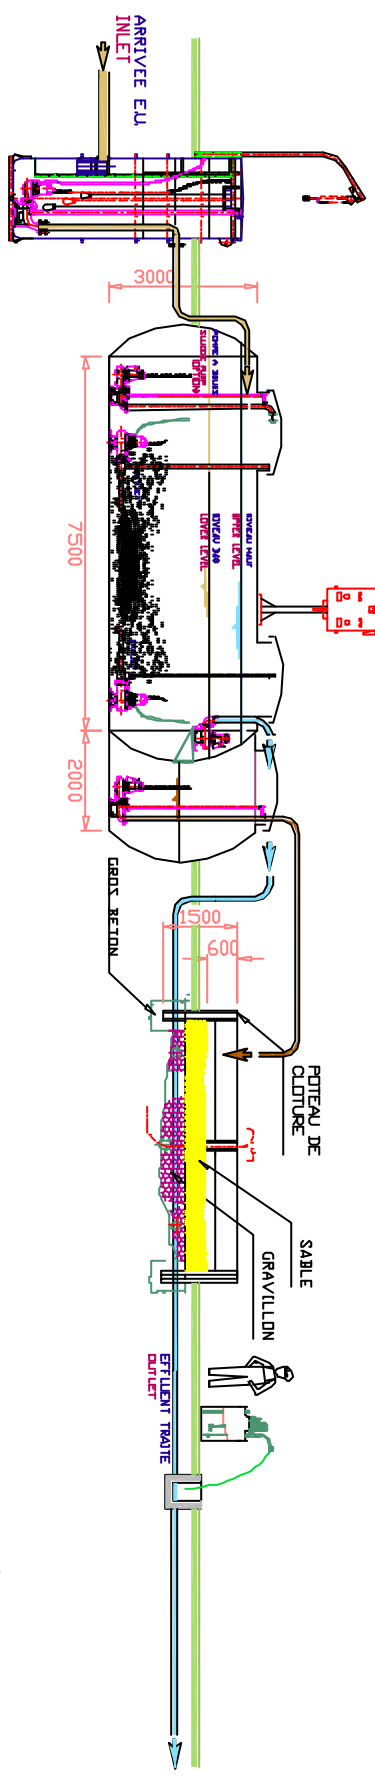 ARRIVEE E.U.
INLET
3000
POMPE A BOUES
SLUDGE PUMP
NIVEAU HAUT
UPPER LEVEL
NIVEAU BAS
LOWER LEVEL
7500
2000
GROS BETON
1500
600
POTEAU DE
CLOTURE
SABLE
GRAVILLON
EFFLUENT TRAITE
OUTLET